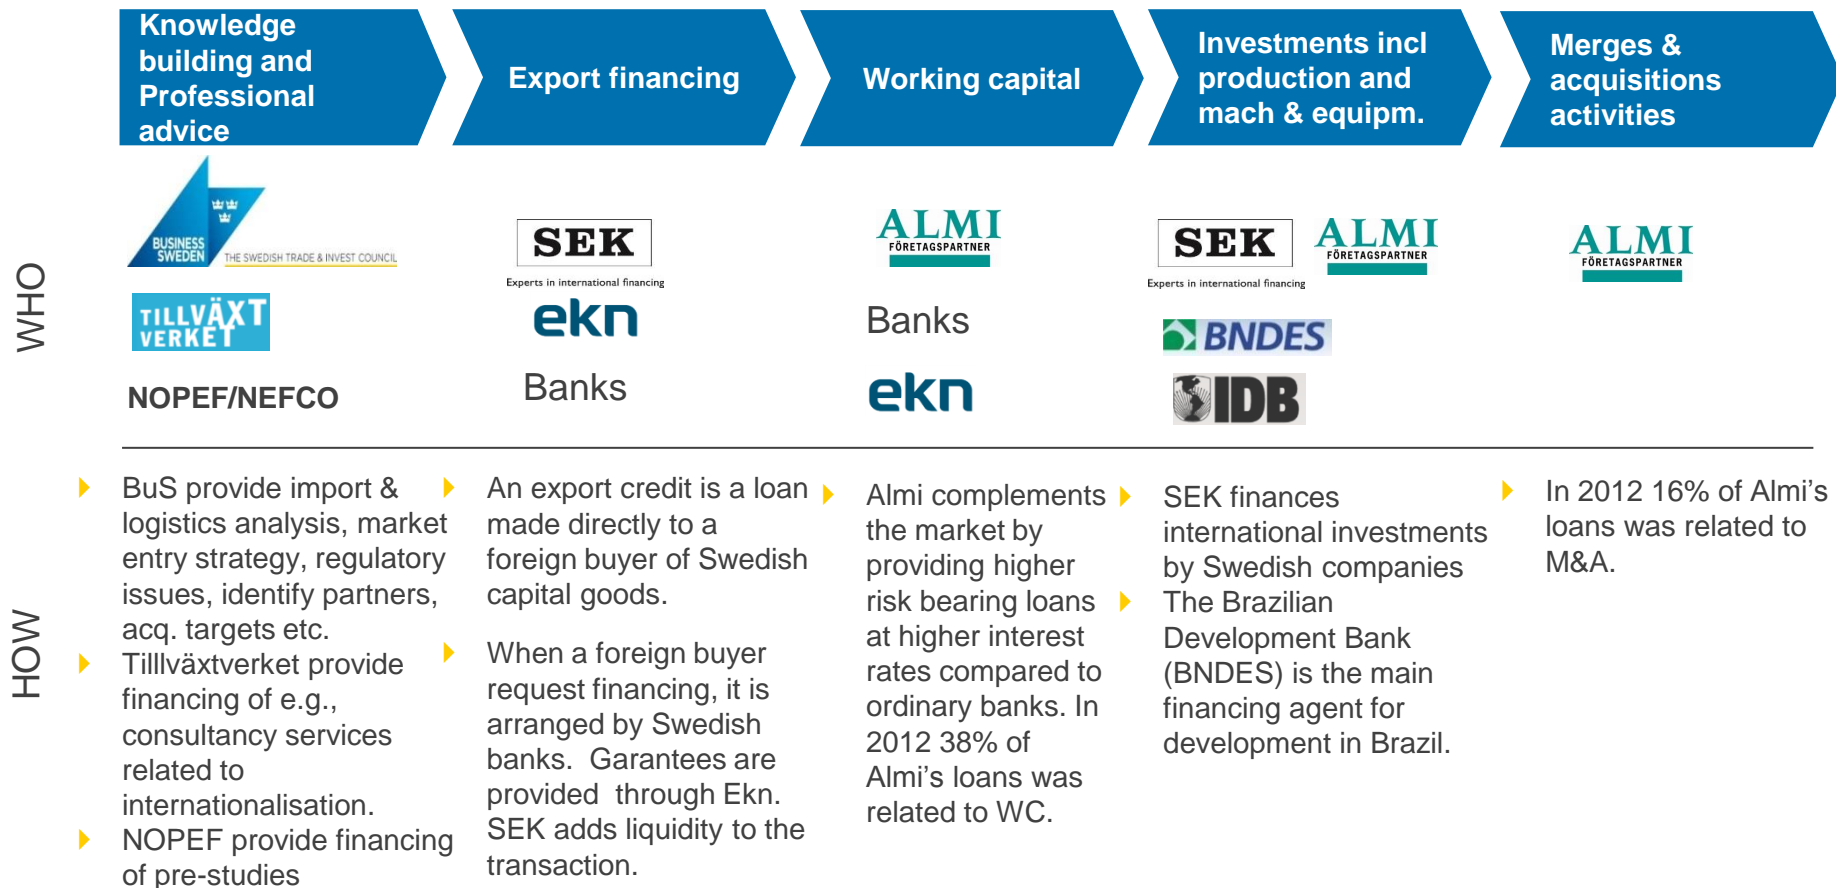 Knowledge
building and
Professional
advice
Export financing
Working capital
Investments incl
production and
mach & equipm.
Merges &
acquisitions
activities
WHO
BUSINESS
SWEDEN
THE SWEDISH TRADE & INVEST COUNCIL
TILLVÄXT
VERKET
NOPEF/NEFCO
SEK
Experts in international financing
ekn
Banks
ALMI
FÖRETAGSPARTNER
Banks
ekn
SEK
Experts in international financing
ALMI
FÖRETAGSPARTNER
BNDES
IDB
ALMI
FÖRETAGSPARTNER
HOW
BuS provide import &
logistics analysis, market
entry strategy, regulatory
issues, identify partners,
acq. targets etc.
Tilllväxtverket provide
financing of e.g.,
consultancy services
related to
internationalisation.
NOPEF provide financing
of pre-studies
An export credit is a loan
made directly to a
foreign buyer of Swedish
capital goods.
When a foreign buyer
request financing, it is
arranged by Swedish
banks.  Garantees are
provided  through Ekn.
SEK adds liquidity to the
transaction.
Almi complements
the market by
providing higher
risk bearing loans
at higher interest
rates compared to
ordinary banks. In
2012 38% of
Almi’s loans was
related to WC.
SEK finances
international investments
by Swedish companies
The Brazilian
Development Bank
(BNDES) is the main
financing agent for
development in Brazil.
In 2012 16% of Almi’s
loans was related to
M&A.